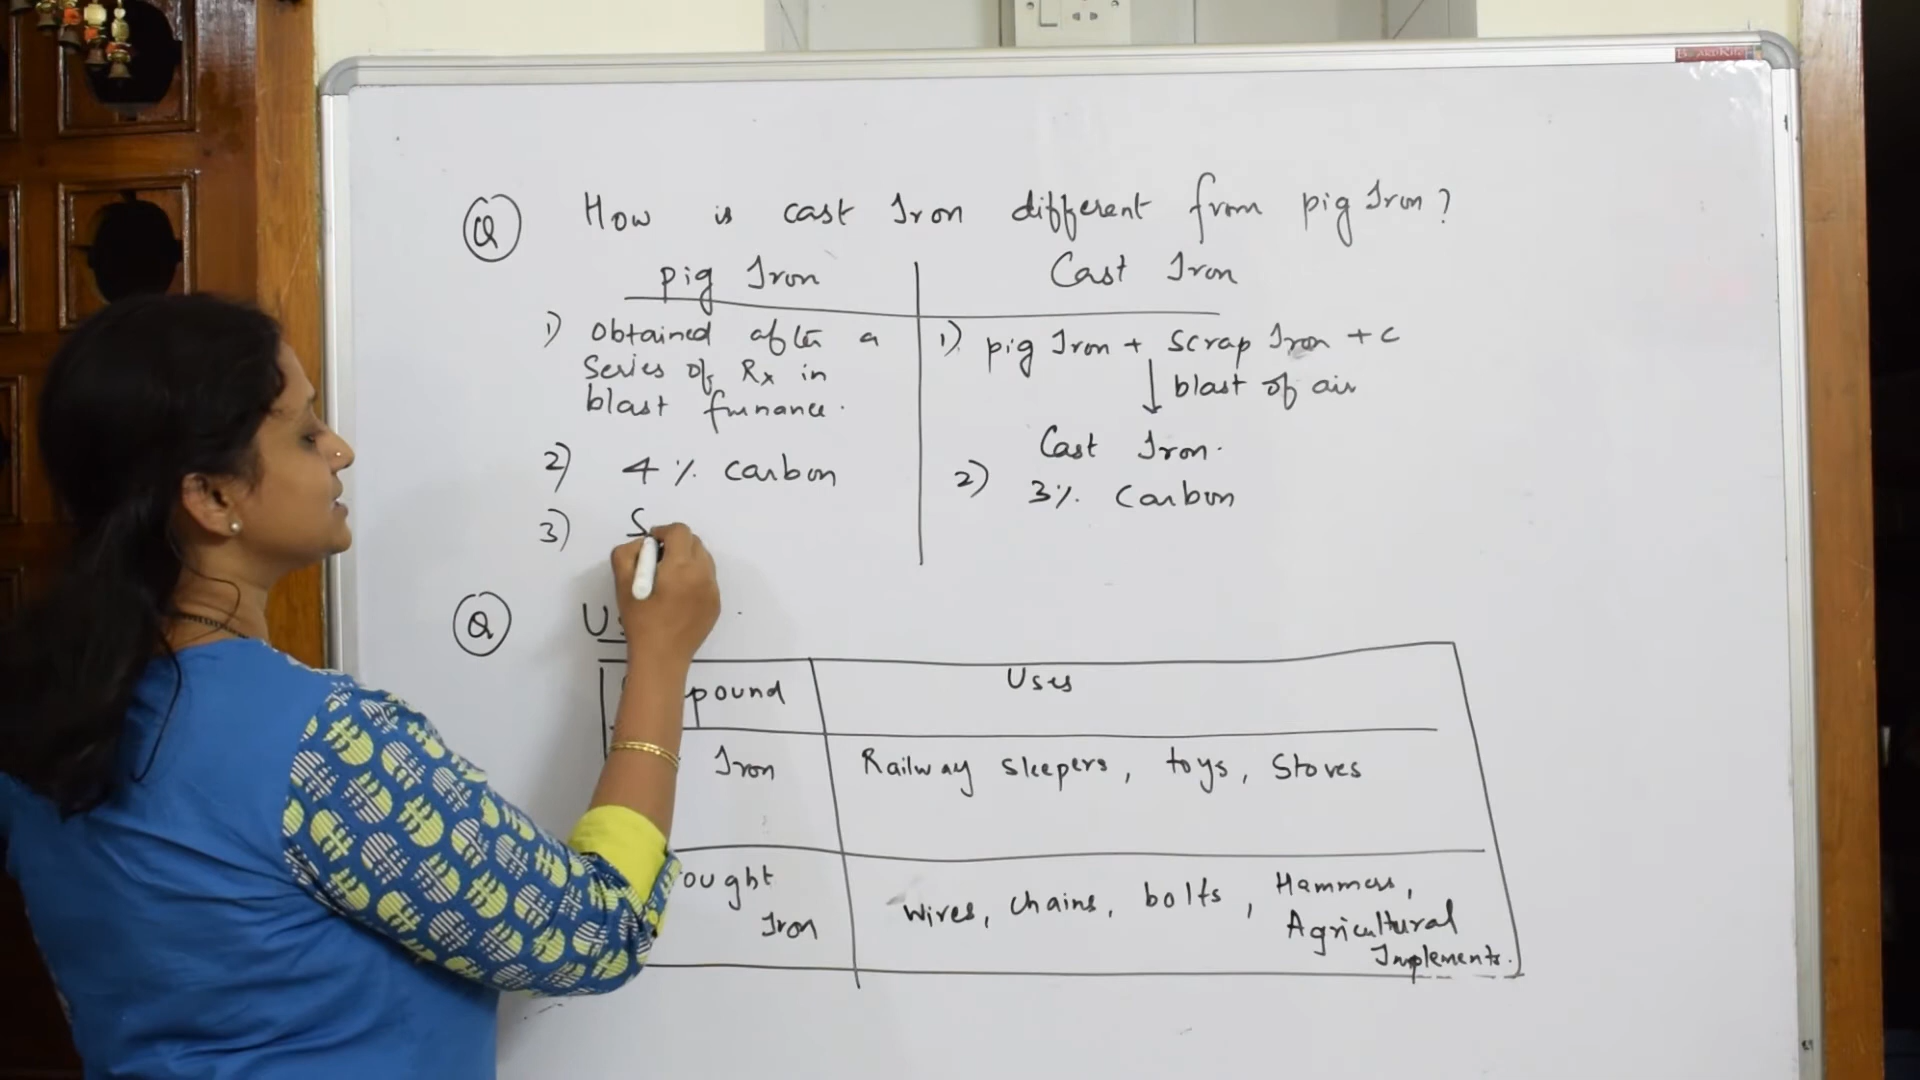 Q How is cast Iron different from pig Iron?
pig Iron
Cast Iron
1) Obtained after a
series of Rx in
blast furnance.
1) pig Iron + scrap Iron + C
blast of air
Cast Iron.
2) 4 % carbon
2) 3% Carbon
3) S
Q
pound
Uses
Iron
Railway sleepers, toys, stoves
ought
Iron
Wires, chains, bolts, Hammers,
Agricultural
Implements.